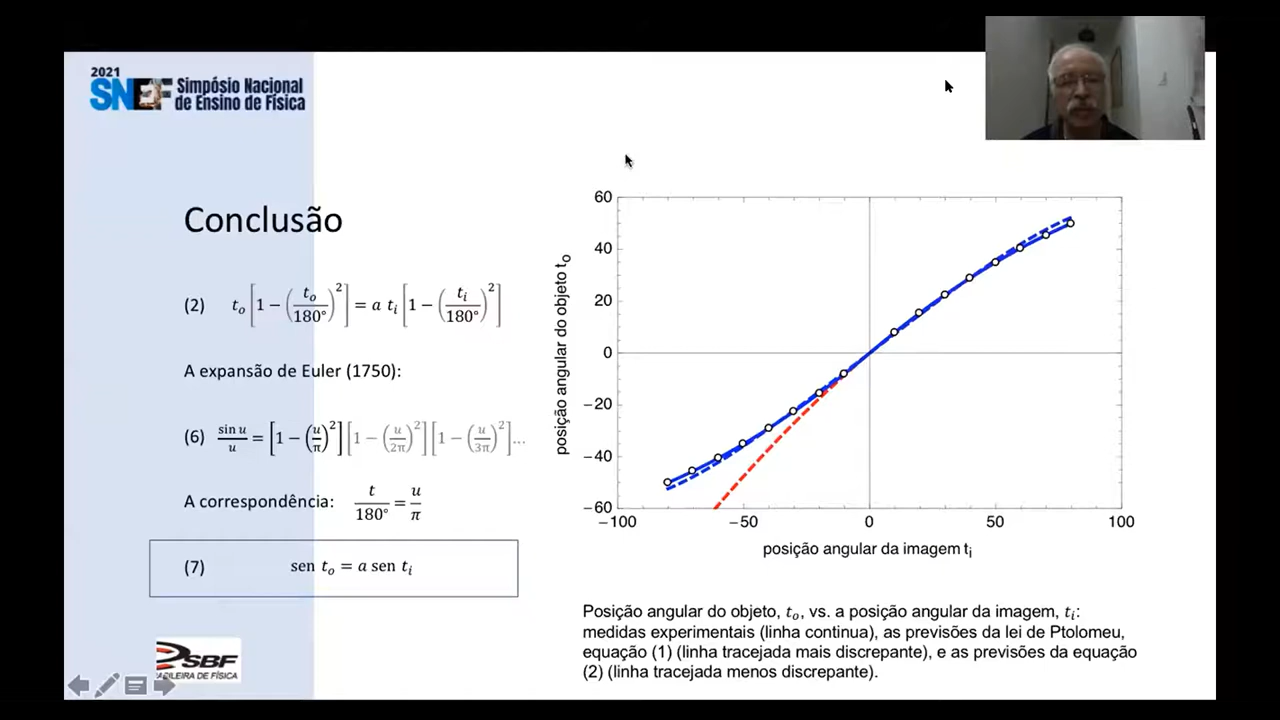 2021
SNEF Simpósio Nacional
de Ensino de Física
Conclusão
(2) t_o [1 − (t_o/180°)²] = a t_i [1 − (t_i/180°)²]
A expansão de Euler (1750):
(6) sin u/u = [1 − (u/π)²] [1 − (u/2π)²] [1 − (u/3π)²] ...
A correspondência: t/180° = u/π
(7) sen t_o = a sen t_i
SBF
SILEIRA DE FÍSICA
posição angular do objeto t_o
60
40
20
0
−20
−40
−60
−100 −50 0 50 100
posição angular da imagem t_i
Posição angular do objeto, t_o, vs. a posição angular da imagem, t_i:
medidas experimentais (linha continua), as previsões da lei de Ptolomeu,
equação (1) (linha tracejada mais discrepante), e as previsões da equação
(2) (linha tracejada menos discrepante).